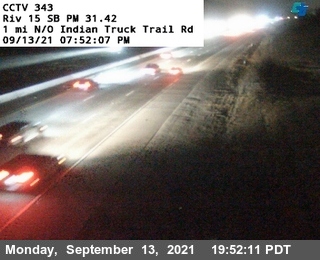 CCTV 343
Riv 15 SB PM 31.42
1 mi N/O Indian Truck Trail Rd
09/13/21 07:52:07 PM
Monday, September 13, 2021 19:52:11 PDT